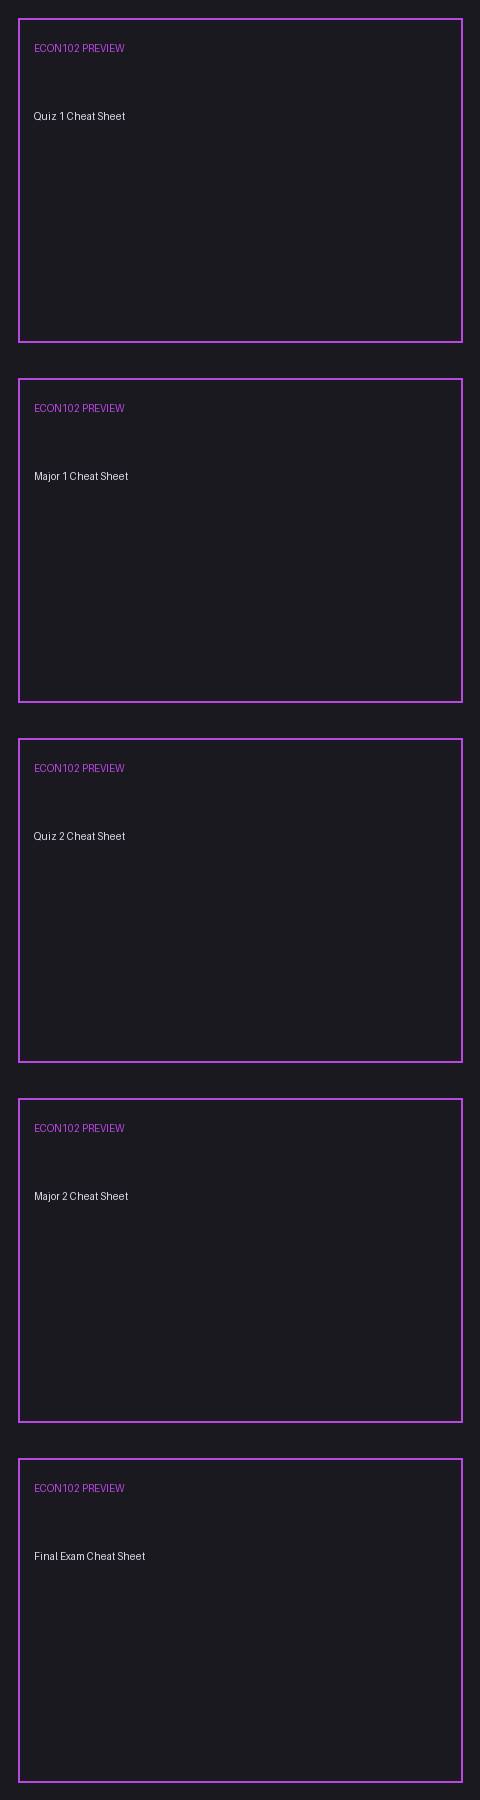 ECON102 PREVIEW
Quiz 1 Cheat Sheet
ECON102 PREVIEW
Major 1 Cheat Sheet
ECON102 PREVIEW
Quiz 2 Cheat Sheet
ECON102 PREVIEW
Major 2 Cheat Sheet
ECON102 PREVIEW
Final Exam Cheat Sheet